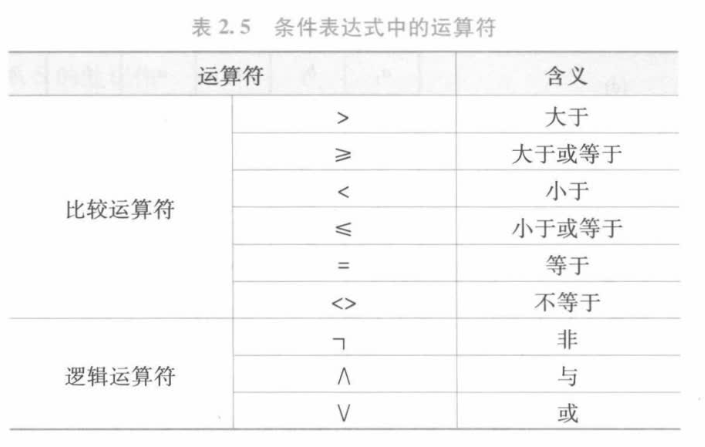 表 2.5 条件表达式中的运算符
运算符 含义
比较运算符
> 大于
≥ 大于或等于
< 小于
≤ 小于或等于
= 等于
<> 不等于
逻辑运算符
┐ 非
∧ 与
∨ 或